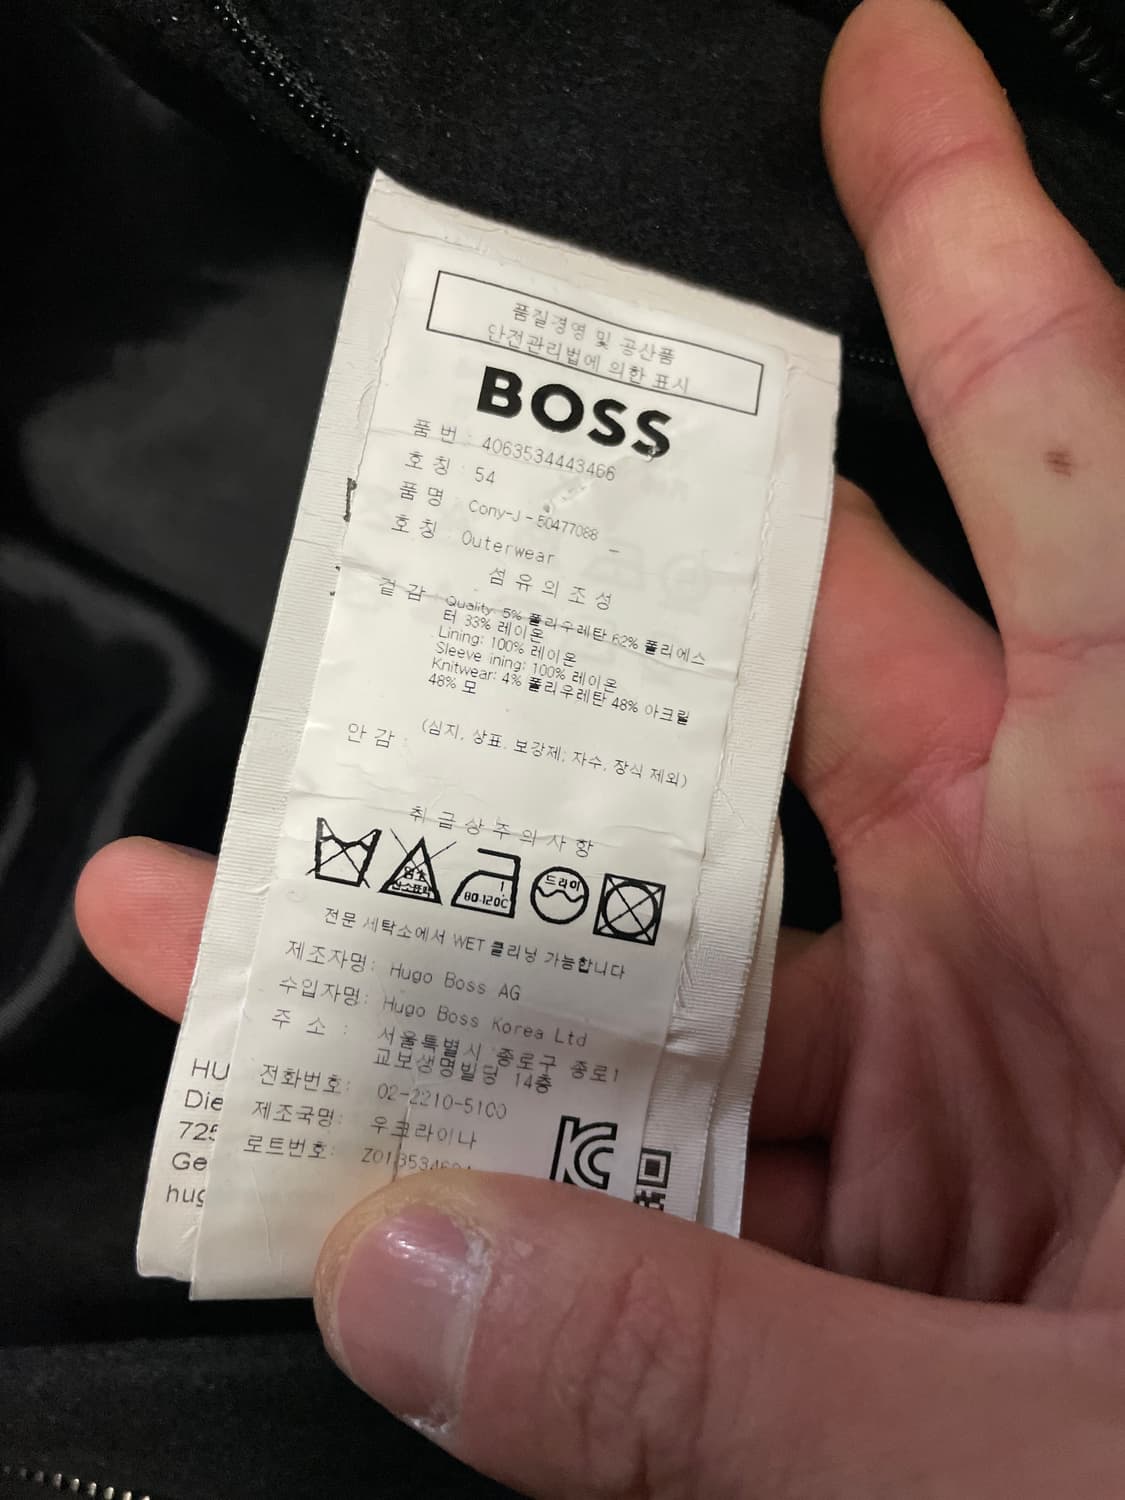 품질경영 및 공산품
안전관리법에 의한 표시
BOSS
품 번 : 4063534443466
호 칭 : 54
품 명 : Cony-J - 50477088 _
호 칭 : Outerwear
섬 유 의 조 성
겉 감 : Quality: 5% 폴리우레탄 62% 폴리에스
터 33% 레이온
Lining: 100% 레이온
Sleeve ining: 100% 레이온
Knitwear: 4% 폴리우레탄 48% 아크릴
48% 모
안 감 : (심지, 상표, 보강제; 자수, 장식 제외)
취 급 상 주 의 사 항
80-120C
드라이
전문 세탁소에서 WET 클리닝 가능합니다
제조자명: Hugo Boss AG
수입자명: Hugo Boss Korea Ltd
주 소 : 서울특별시 종로구 종로1
교보생명빌딩 14층
전화번호: 02-2210-5100
제조국명: 우크라이나
로트번호:
KC
HU
Die
Ge
hug